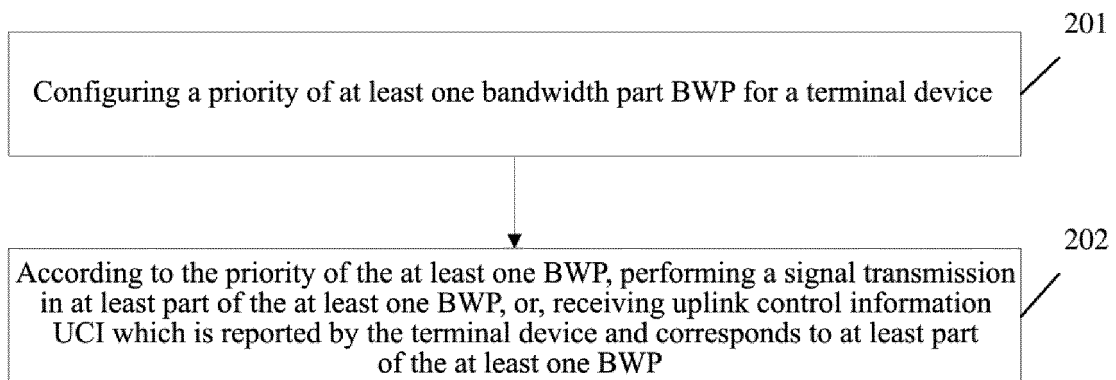 201
Configuring a priority of at least one bandwidth part BWP for a terminal device
202
According to the priority of the at least one BWP, performing a signal transmission
in at least part of the at least one BWP, or, receiving uplink control information
UCI which is reported by the terminal device and corresponds to at least part
of the at least one BWP